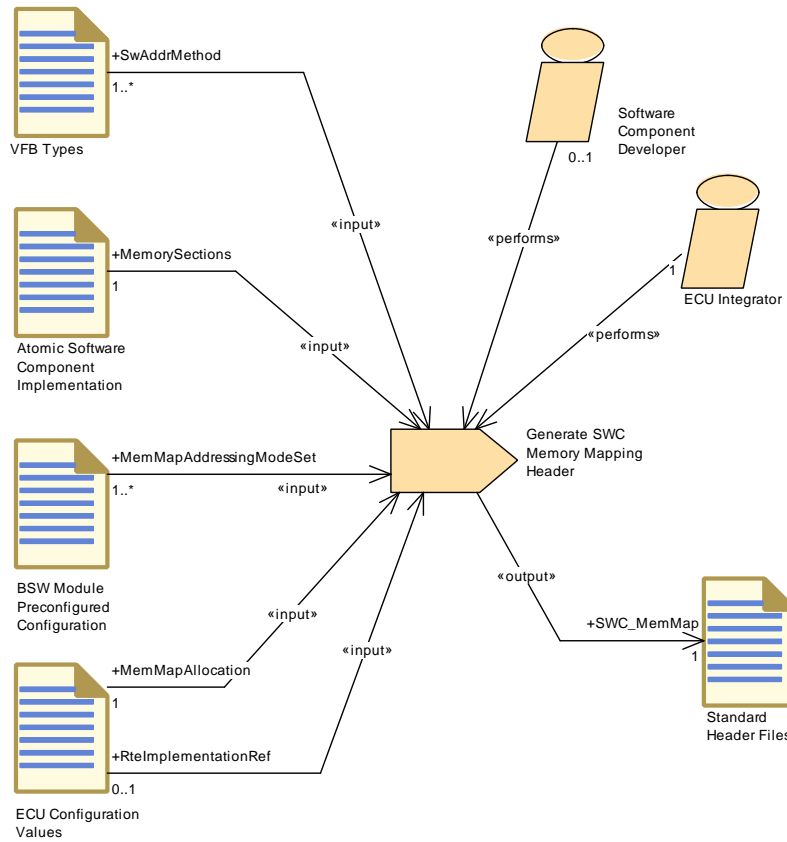 +SwAddrMethod
1..*
VFB Types
«input»
Software
Component
Developer
0..1
«performs»
+MemorySections
1
«input»
Atomic Software
Component
Implementation
ECU Integrator
1
«performs»
Generate SWC
Memory Mapping
Header
+MemMapAddressingModeSet
1..*
«input»
BSW Module
Preconfigured
Configuration
«output»
«input»
«input»
+SWC_MemMap
1
Standard
Header Files
+MemMapAllocation
1
+RteImplementationRef
0..1
ECU Configuration
Values